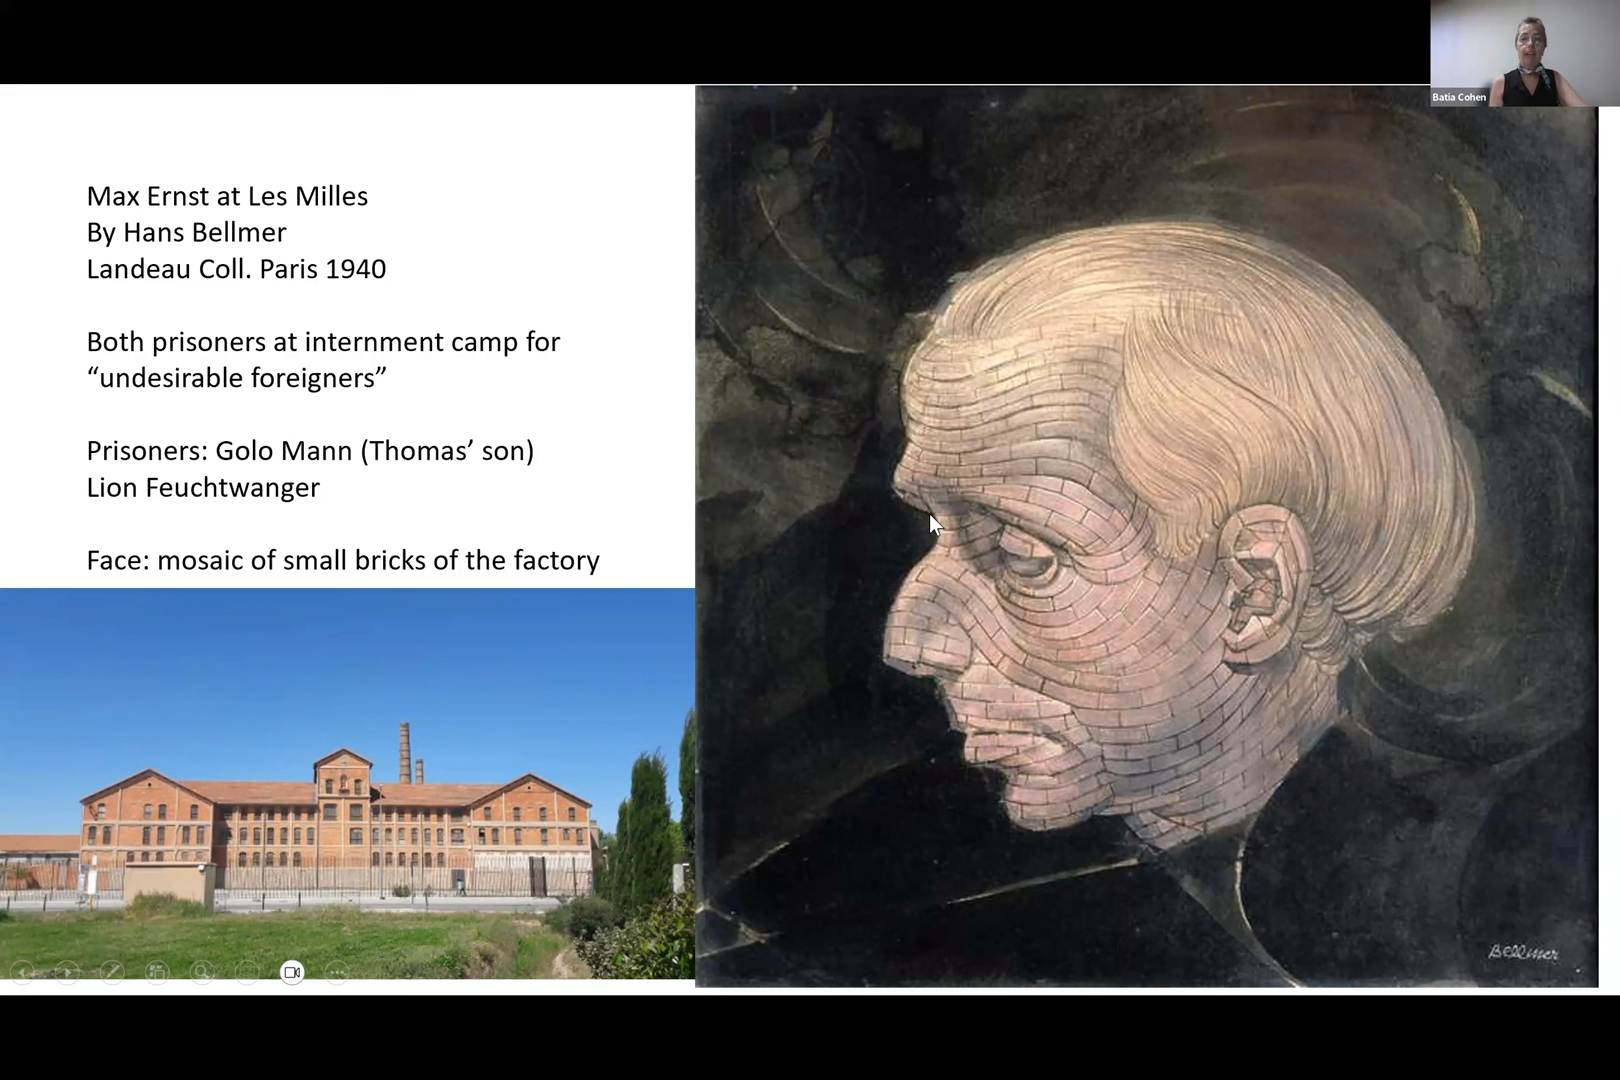 Batia Cohen
Max Ernst at Les Milles
By Hans Bellmer
Landeau Coll. Paris 1940
Both prisoners at internment camp for
“undesirable foreigners”
Prisoners: Golo Mann (Thomas’ son)
Lion Feuchtwanger
Face: mosaic of small bricks of the factory
Bellmer